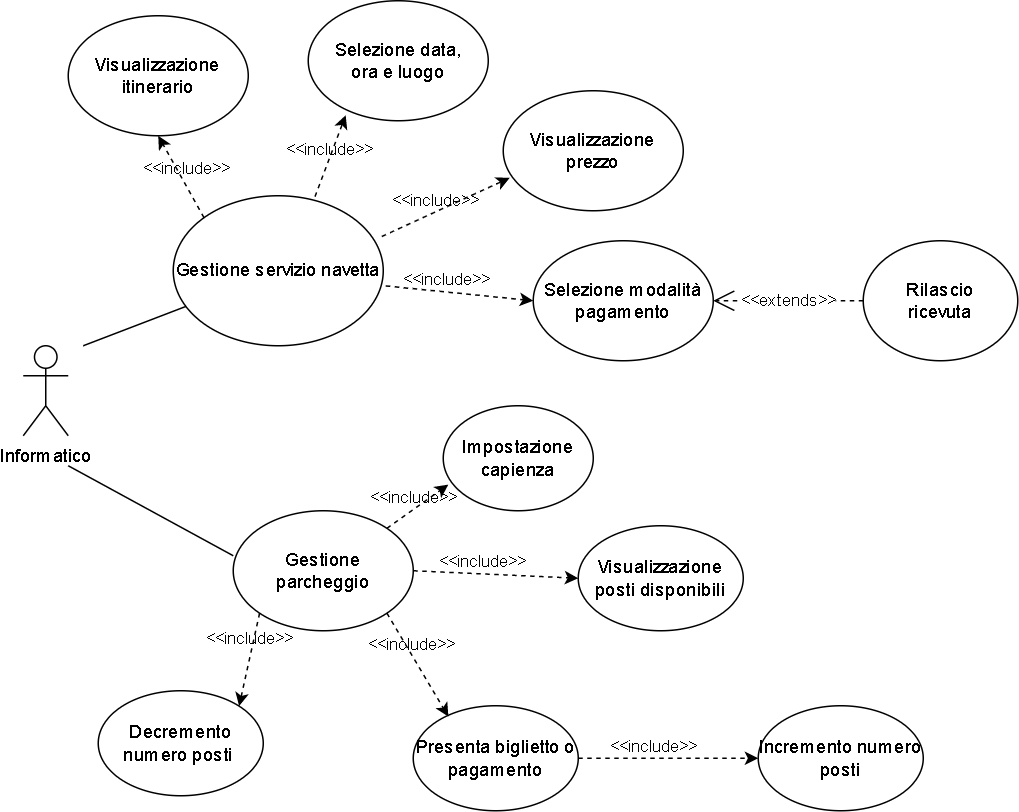 Visualizzazione
itinerario
Selezione data,
ora e luogo
<<include>>
<<include>>
Visualizzazione
prezzo
<<include>>
Gestione servizio navetta
<<include>>
Selezione modalità
pagamento
<<extends>>
Rilascio
ricevuta
Informatico
Impostazione
capienza
<<include>>
Gestione
parcheggio
<<include>>
Visualizzazione
posti disponibili
<<include>>
<<include>>
Decremento
numero posti
Presenta biglietto o
pagamento
<<include>>
Incremento numero
posti